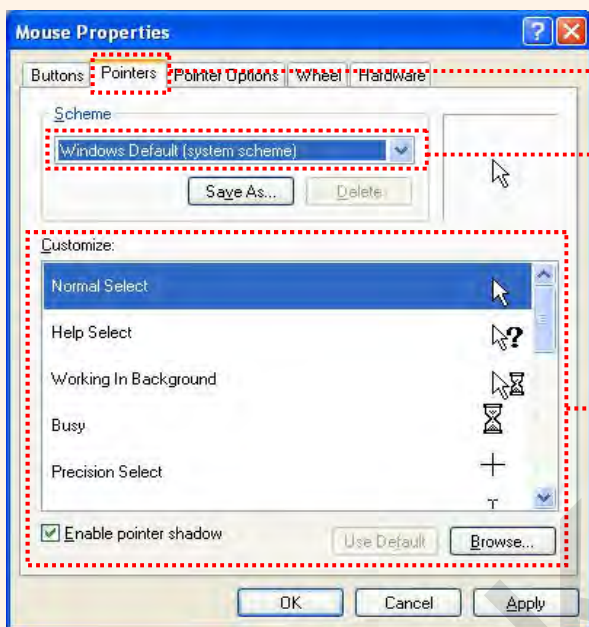 Mouse Properties
Buttons Pointers Pointer Options Wheel Hardware
Scheme
Windows Default (system scheme)
Save As... Delete
Customize:
Normal Select
Help Select
Working In Background
Busy
Precision Select
Enable pointer shadow
Use Default Browse...
OK Cancel Apply